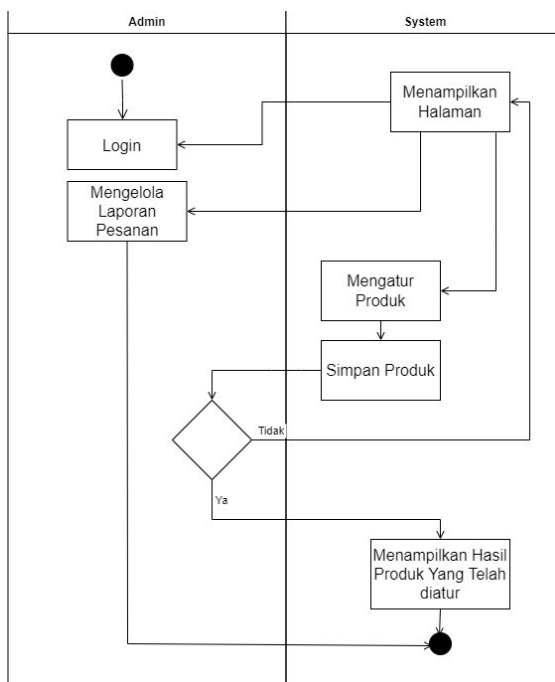 Admin
System
Menampilkan
Halaman
Login
Mengelola
Laporan
Pesanan
Mengatur
Produk
Simpan Produk
Tidak
Ya
Menampilkan Hasil
Produk Yang Telah
diatur